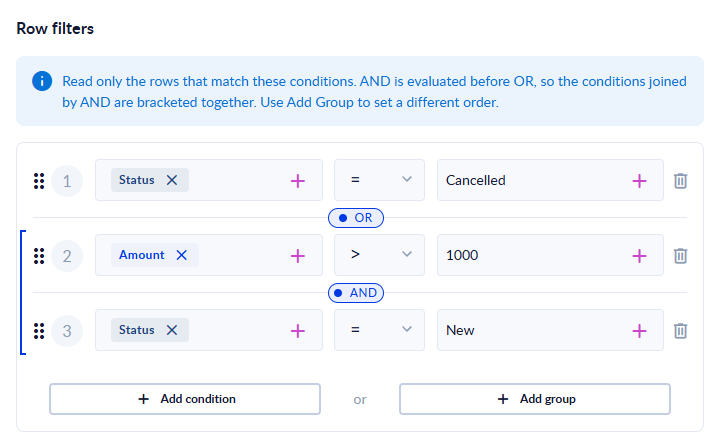 Row filters
Read only the rows that match these conditions. AND is evaluated before OR, so the conditions joined
by AND are bracketed together. Use Add Group to set a different order.
1 Status = Cancelled
OR
2 Amount > 1000
AND
3 Status = New
Add condition or Add group